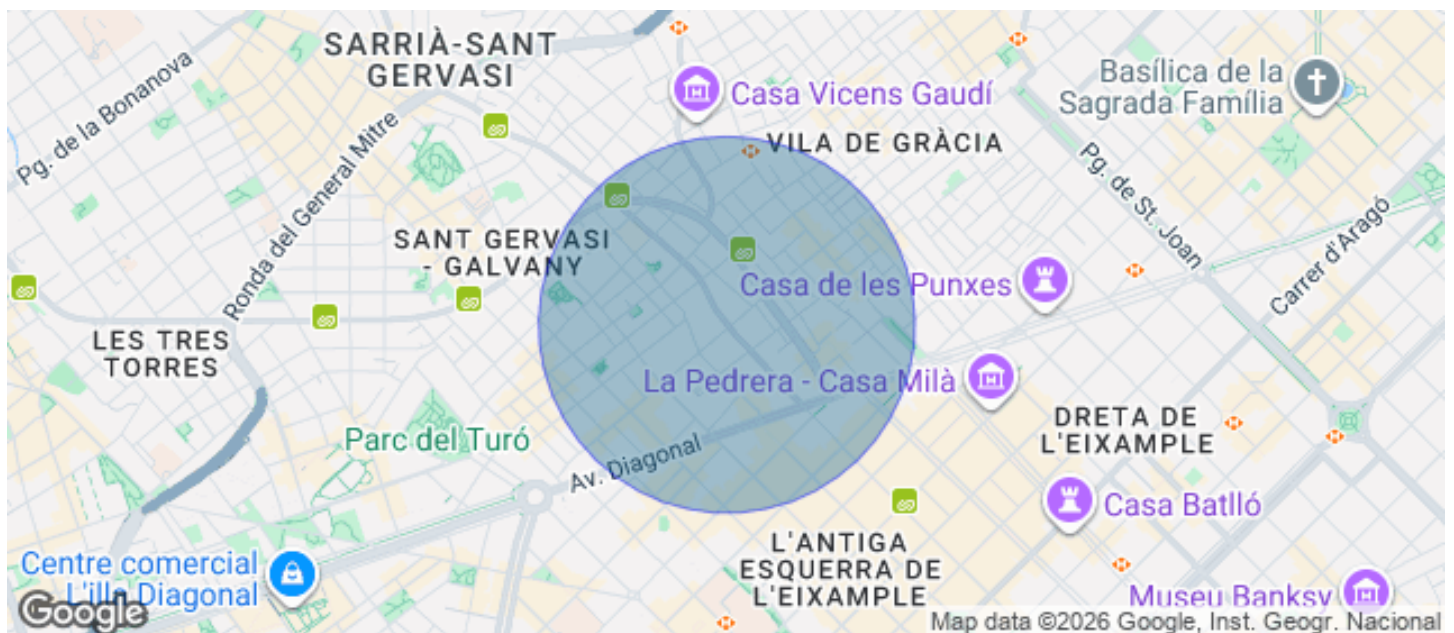 SARRIÀ-SANT
GERVASI
Pg. de la Bonanova
Ronda del General Mitre
Casa Vicens Gaudí
VILA DE GRÀCIA
Basílica de la
Sagrada Família
Pg. de St. Joan
Carrer d'Aragó
SANT GERVASI
- GALVANY
Casa de les Punxes
LES TRES
TORRES
La Pedrera - Casa Milà
Parc del Turó
Av. Diagonal
DRETA DE
L'EIXAMPLE
Casa Batlló
L'ANTIGA
ESQUERRA DE
L'EIXAMPLE
Centre comercial
L'illa Diagonal
Museu Banksy
Google
Map data ©2026 Google, Inst. Geogr. Nacional